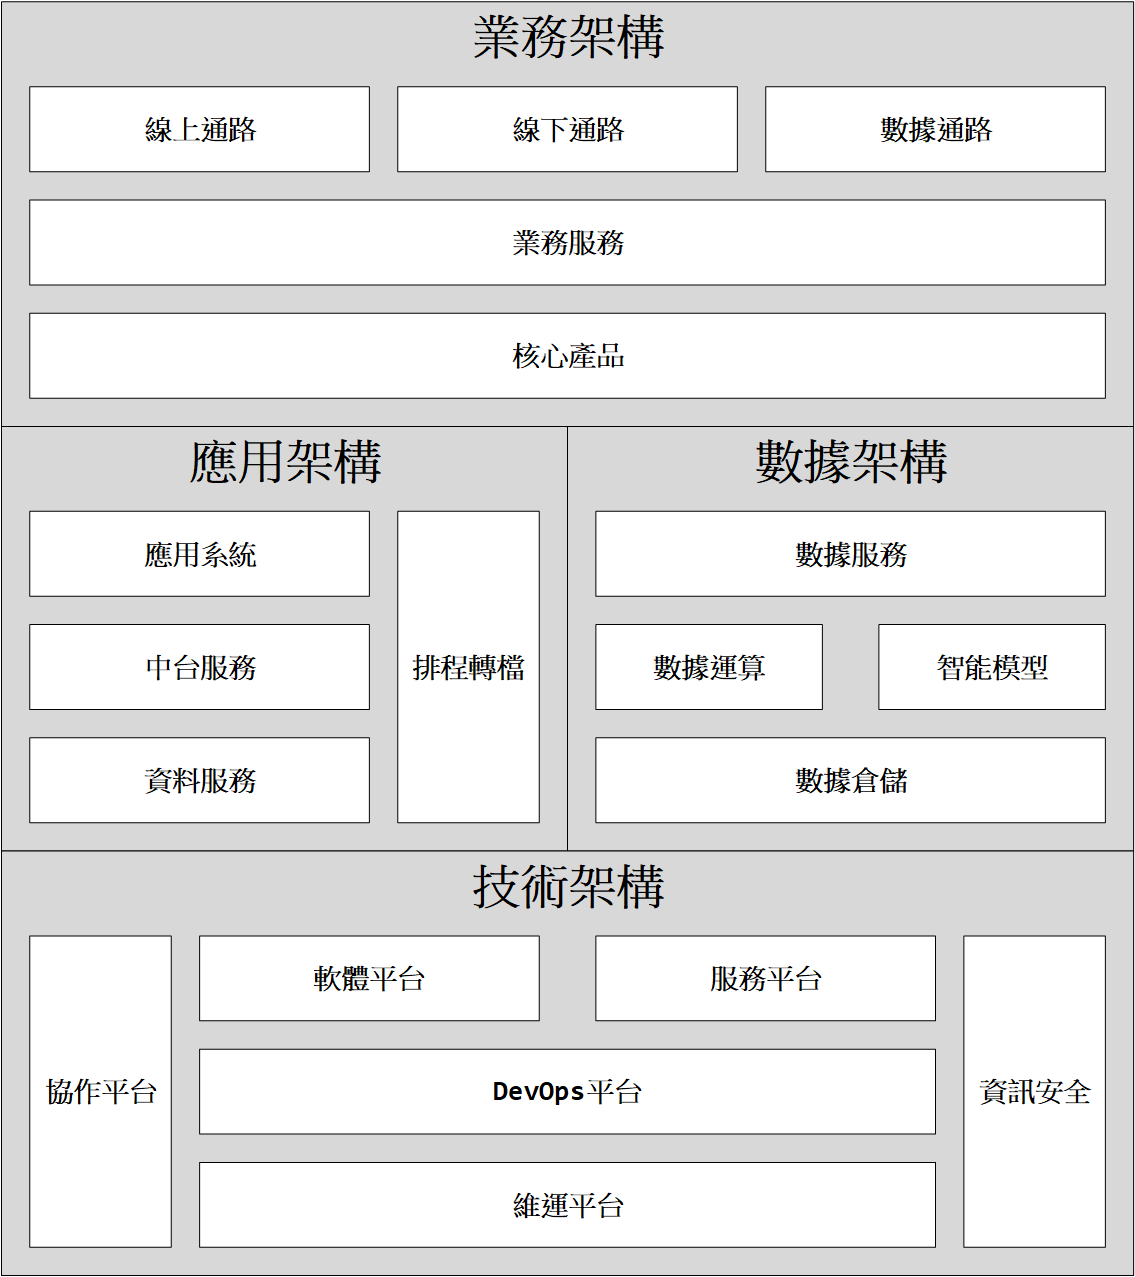 業務架構
線上通路
線下通路
數據通路
業務服務
核心產品
應用架構
應用系統
中台服務
資料服務
排程轉檔
數據架構
數據服務
數據運算
智能模型
數據倉儲
技術架構
協作平台
軟體平台
服務平台
DevOps平台
維運平台
資訊安全